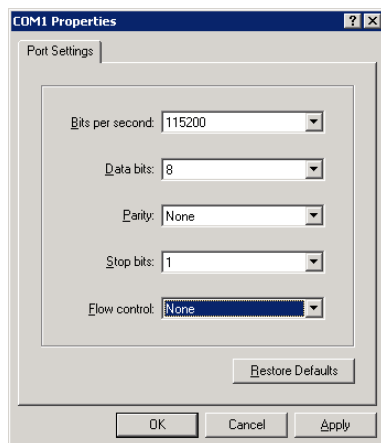 COM1 Properties
Port Settings
Bits per second: 115200
Data bits: 8
Parity: None
Stop bits: 1
Flow control: None
Restore Defaults
OK Cancel Apply